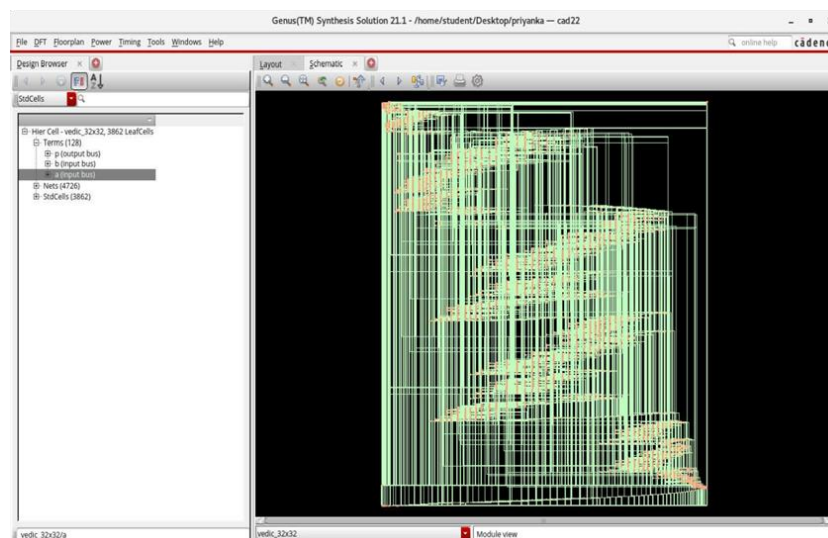 Genus(TM) Synthesis Solution 21.1 - /home/student/Desktop/priyanka — cad22
File DFT Floorplan Power Timing Tools Windows Help
online help
cādenc
Design Browser
Layout
Schematic
StdCells
Hier Cell - vedic_32x32, 3862 LeafCells
Terms (128)
p (output bus)
b (input bus)
a (input bus)
Nets (4726)
StdCells (3862)
vedic_32x32/a
vedic_32x32
Module view